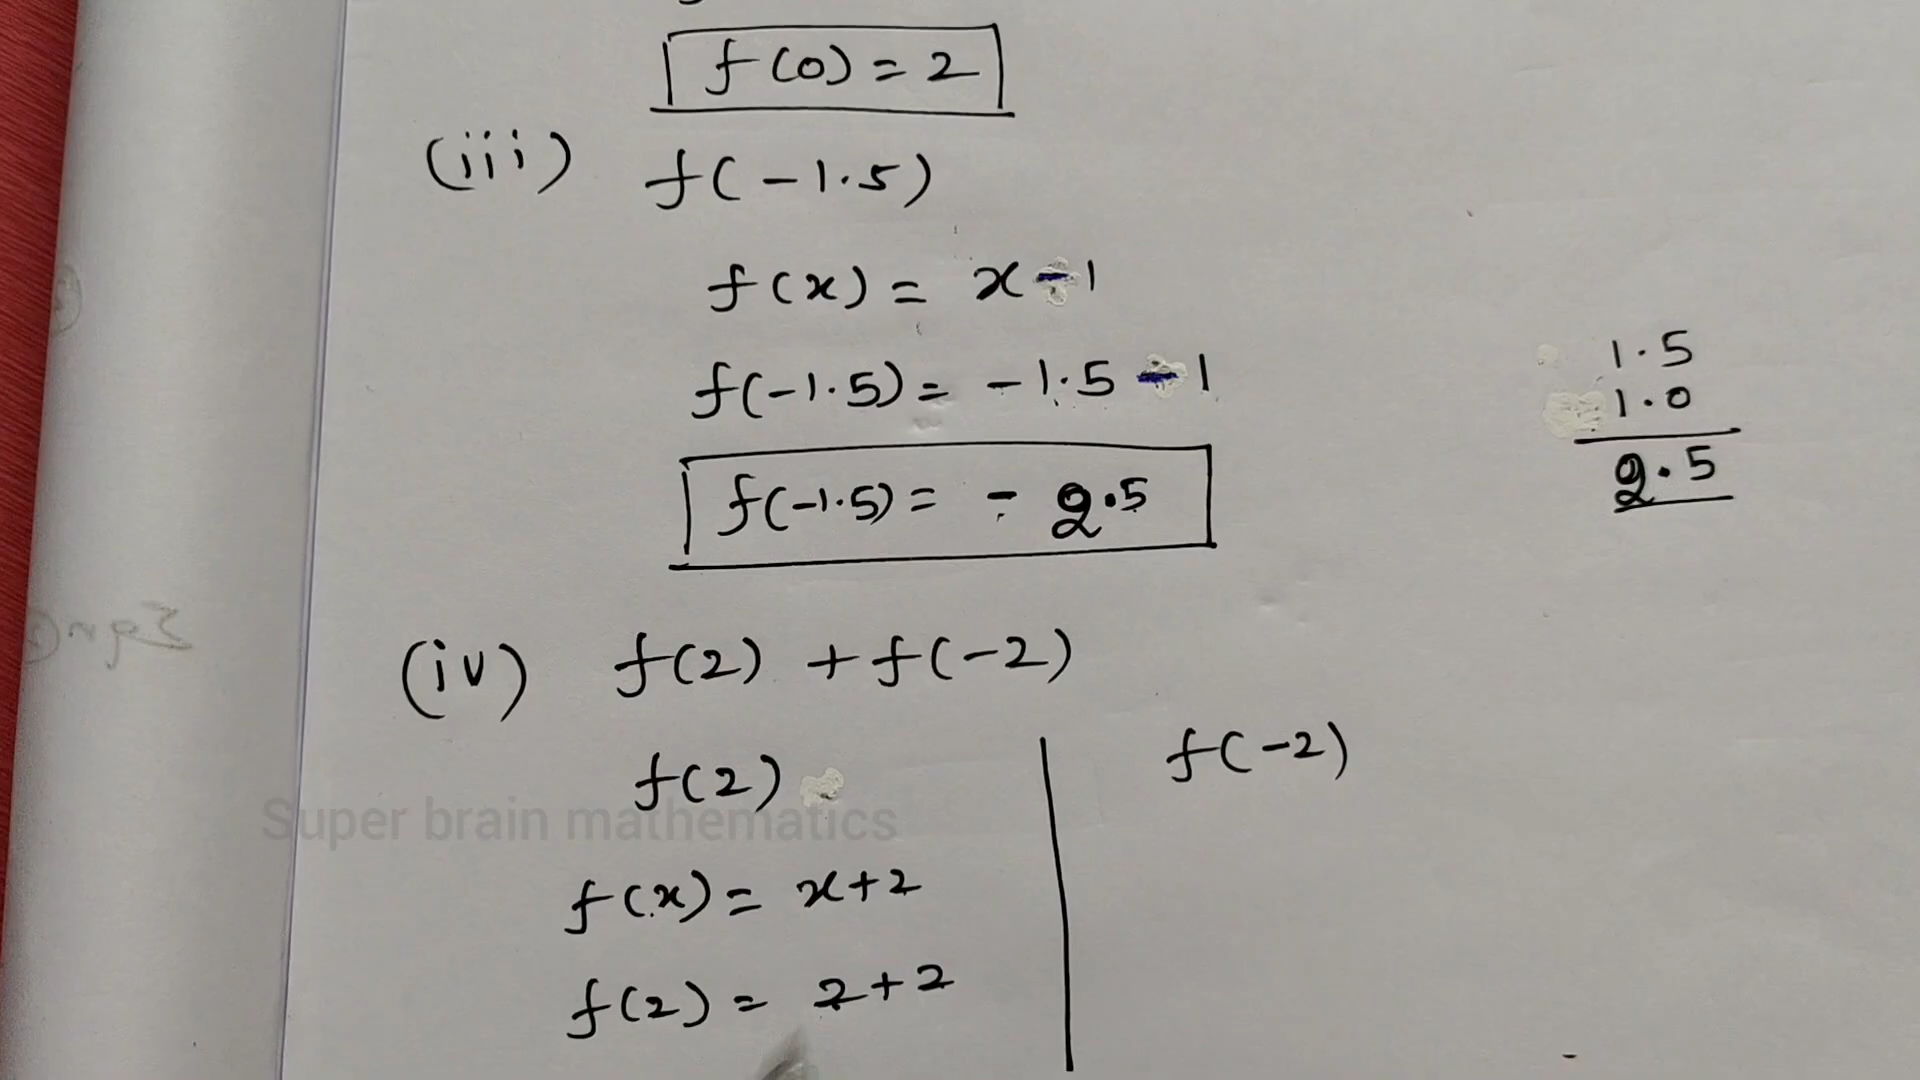 f(0) = 2
(iii) f(-1.5)
f(x) = x - 1
f(-1.5) = -1.5 - 1
1.5
1.0
2.5
f(-1.5) = - 2.5
(iv) f(2) + f(-2)
f(2)
f(-2)
Super brain mathematics
f(x) = x+2
f(2) = 2+2